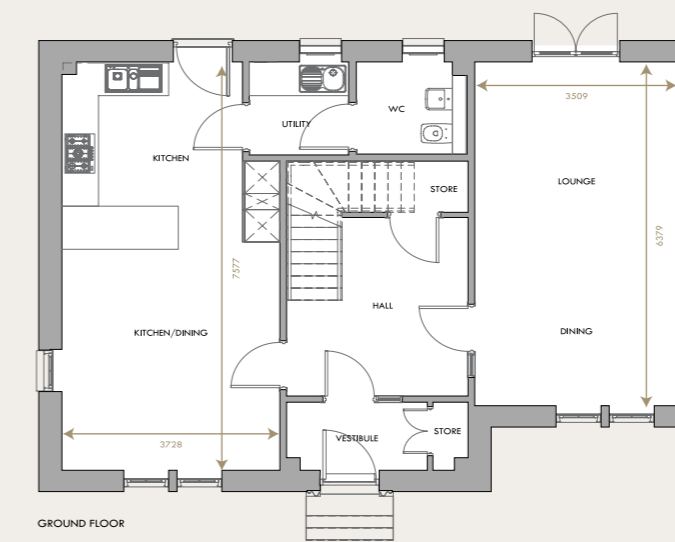 3509
WC
UTILITY
KITCHEN
LOUNGE
STORE
6379
7577
HALL
KITCHEN/DINING
DINING
3728
VESTIBULE
STORE
GROUND FLOOR